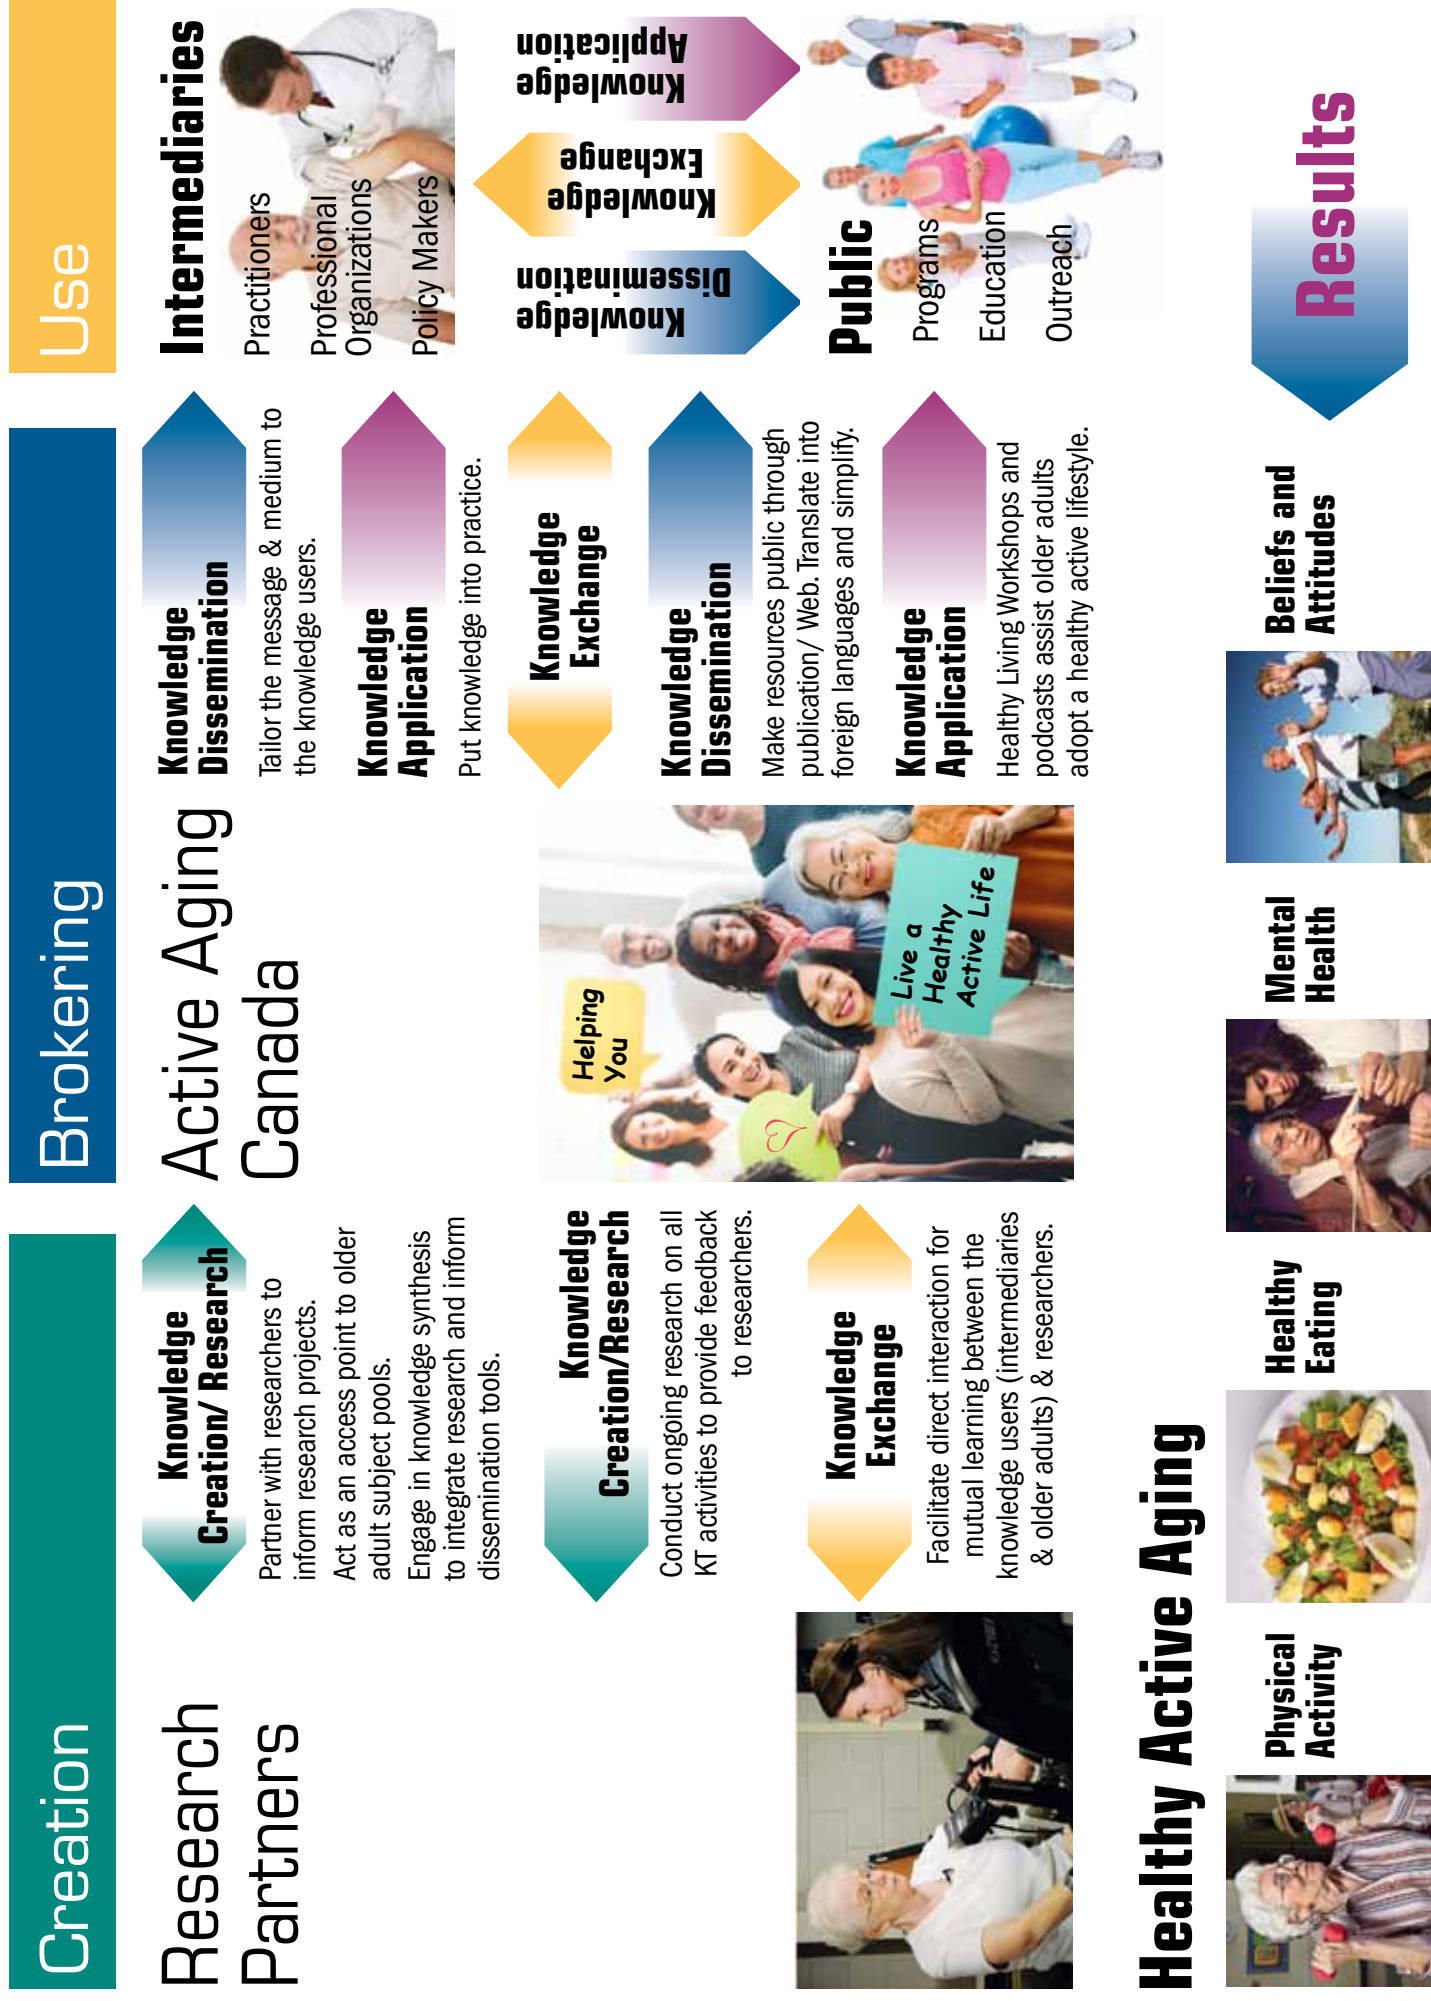 Creation
Brokering
Use
Research
Partners
Knowledge
Creation/ Research
Partner with researchers to
inform research projects.
Act as an access point to older
adult subject pools.
Engage in knowledge synthesis
to integrate research and inform
dissemination tools.
Knowledge
Creation/Research
Conduct ongoing research on all
KT activities to provide feedback
to researchers.
Knowledge
Exchange
Facilitate direct interaction for
mutual learning between the
knowledge users (intermediaries
& older adults) & researchers.
Active Aging
Canada
Helping
You
Live a
Healthy
Active Life
Knowledge
Dissemination
Tailor the message & medium to
the knowledge users.
Knowledge
Application
Put knowledge into practice.
Knowledge
Exchange
Knowledge
Dissemination
Make resources public through
publication/ Web. Translate into
foreign languages and simplify.
Knowledge
Application
Healthy Living Workshops and
podcasts assist older adults
adopt a healthy active lifestyle.
Intermediaries
Practitioners
Professional
Organizations
Policy Makers
Knowledge
Dissemination
Knowledge
Exchange
Knowledge
Application
Public
Programs
Education
Outreach
Healthy Active Aging
Physical
Activity
Healthy
Eating
Mental
Health
Beliefs and
Attitudes
Results